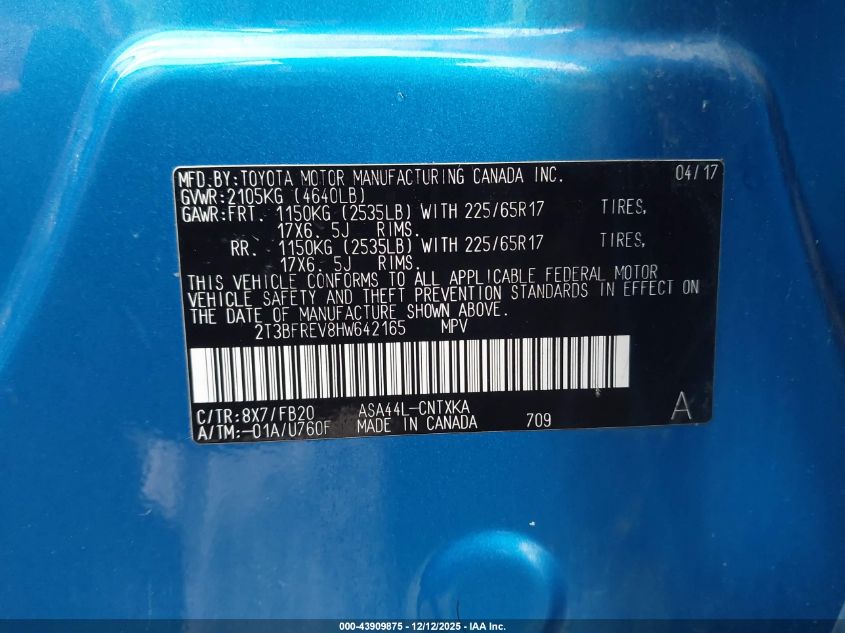 MFD.BY:TOYOTA MOTOR MANUFACTURING CANADA INC. 04/17
GVWR:2105KG (4640LB)
GAWR:FRT. 1150KG (2535LB) WITH 225/65R17 TIRES,
17X6.5J RIMS.
RR. 1150KG (2535LB) WITH 225/65R17 TIRES,
17X6.5J RIMS.
THIS VEHICLE CONFORMS TO ALL APPLICABLE FEDERAL MOTOR
VEHICLE SAFETY AND THEFT PREVENTION STANDARDS IN EFFECT ON
THE DATE OF MANUFACTURE SHOWN ABOVE.
2T3BFREV8HW642165 MPV
C/TR:8X7/FB20 ASA44L-CNTXKA A
A/TM:-01A/U760F MADE IN CANADA 709
000-43909875 - 12/12/2025 - IAA Inc.